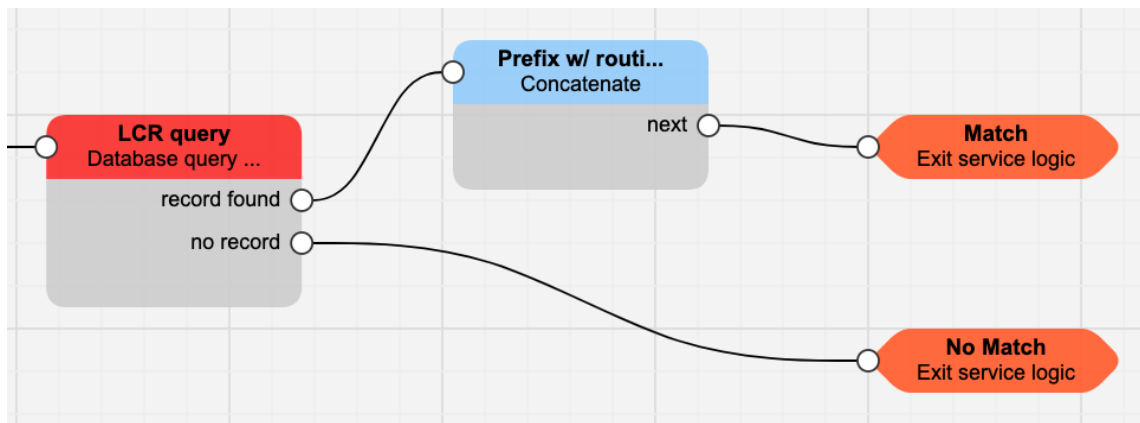 Prefix w/ routi...
Concatenate
next
LCR query
Database query ...
record found
no record
Match
Exit service logic
No Match
Exit service logic